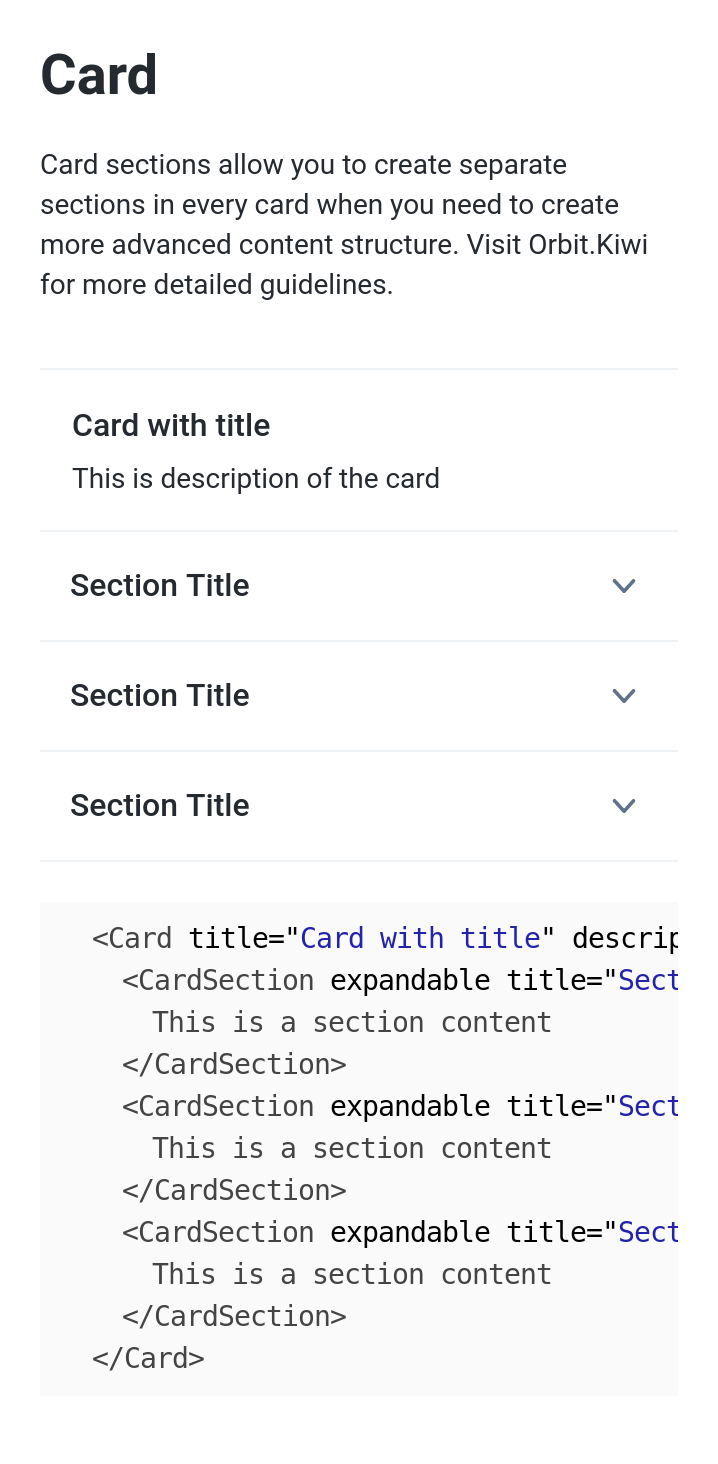 Card
Card sections allow you to create separate
sections in every card when you need to create
more advanced content structure. Visit Orbit.Kiwi
for more detailed guidelines.
Card with title
This is description of the card
Section Title
Section Title
Section Title
<Card title="Card with title" descrip
<CardSection expandable title="Sect
This is a section content
</CardSection>
<CardSection expandable title="Sect
This is a section content
</CardSection>
<CardSection expandable title="Sect
This is a section content
</CardSection>
</Card>